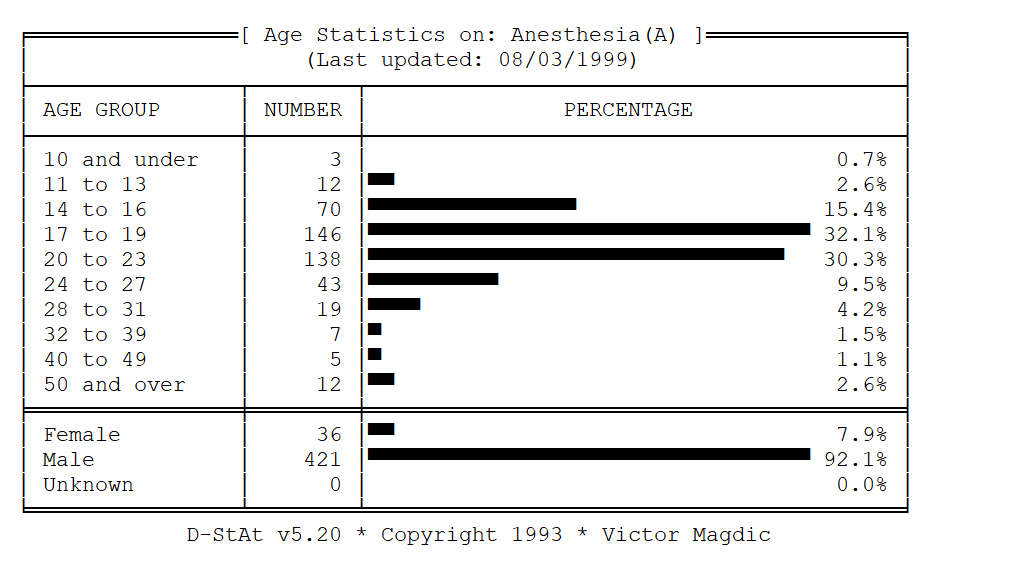 [ Age Statistics on: Anesthesia(A) ]
(Last updated: 08/03/1999)
AGE GROUP NUMBER PERCENTAGE
10 and under 3 0.7%
11 to 13 12 2.6%
14 to 16 70 15.4%
17 to 19 146 32.1%
20 to 23 138 30.3%
24 to 27 43 9.5%
28 to 31 19 4.2%
32 to 39 7 1.5%
40 to 49 5 1.1%
50 and over 12 2.6%
Female 36 7.9%
Male 421 92.1%
Unknown 0 0.0%
D-StAt v5.20 * Copyright 1993 * Victor Magdic